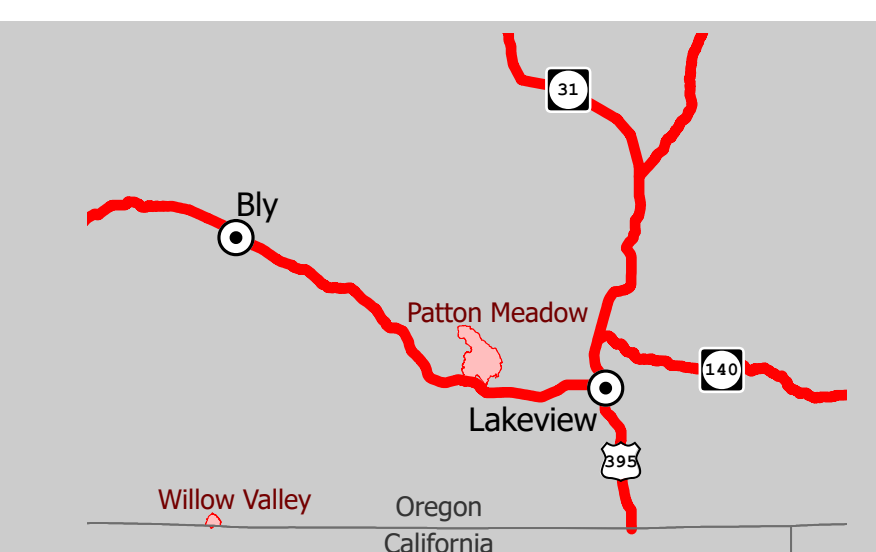 31
Bly
Patton Meadow
140
Lakeview
395
Willow Valley
Oregon
California